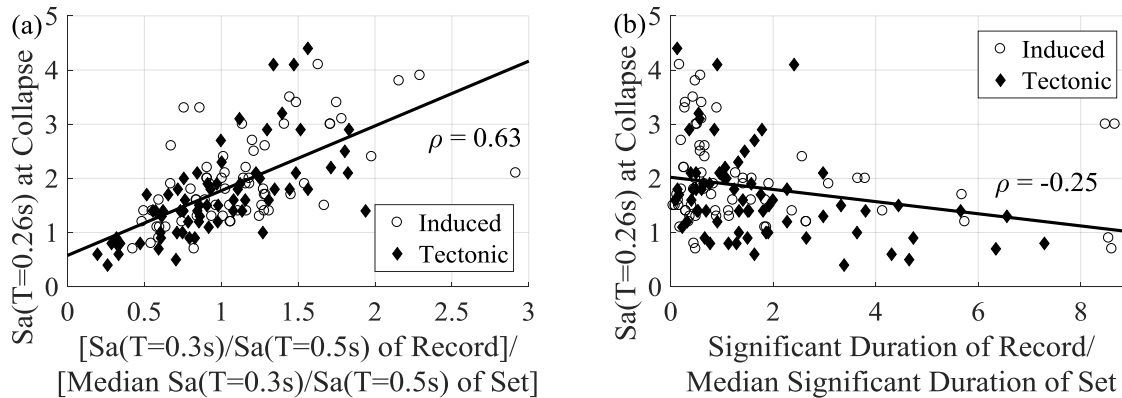 (a)
Sa(T=0.26s) at Collapse
5
4
3
2
1
0
ρ = 0.63
Induced
Tectonic
0 0.5 1 1.5 2 2.5 3
[Sa(T=0.3s)/Sa(T=0.5s) of Record]/
[Median Sa(T=0.3s)/Sa(T=0.5s) of Set]
(b)
Sa(T=0.26s) at Collapse
5
4
3
2
1
0
Induced
Tectonic
ρ = -0.25
0 2 4 6 8
Significant Duration of Record/
Median Significant Duration of Set